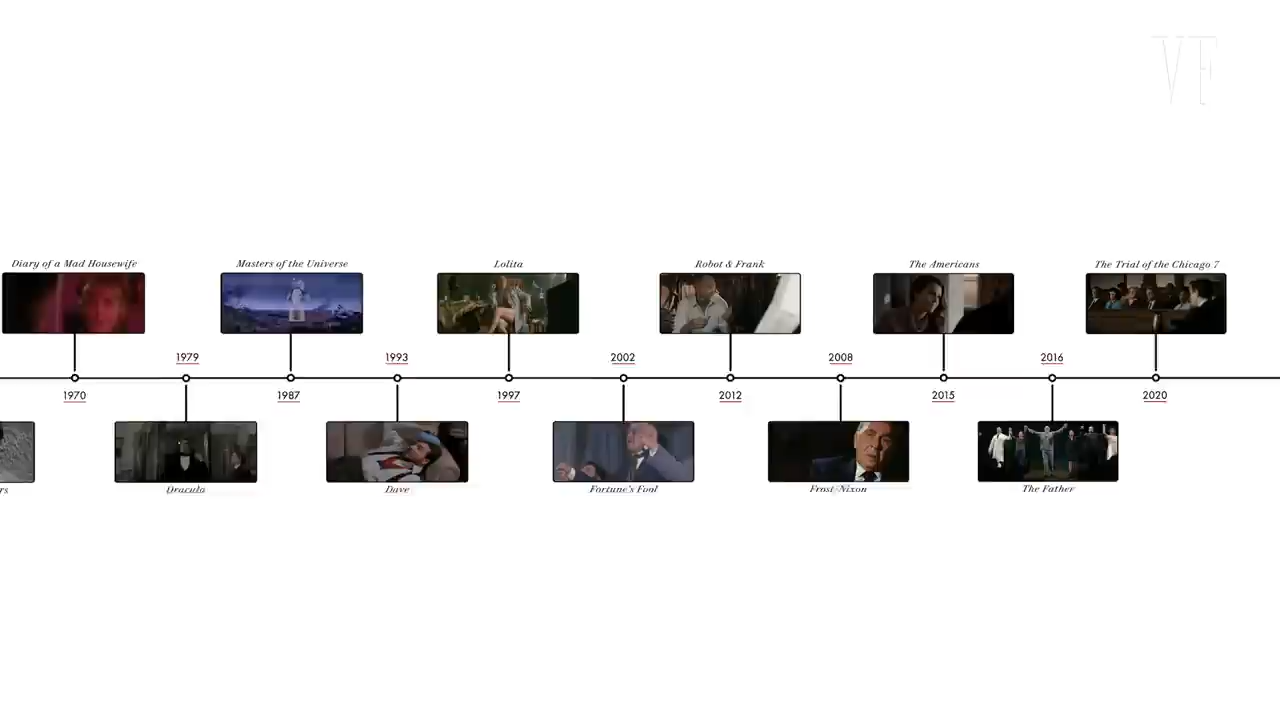 VF
Diary of a Mad Housewife
Masters of the Universe
Lolita
Robot & Frank
The Americans
The Trial of the Chicago 7
1979
1993
2002
2008
2016
1970
1987
1997
2012
2015
2020
rs
Dracula
Dave
Fortune's Fool
Frost/Nixon
The Father